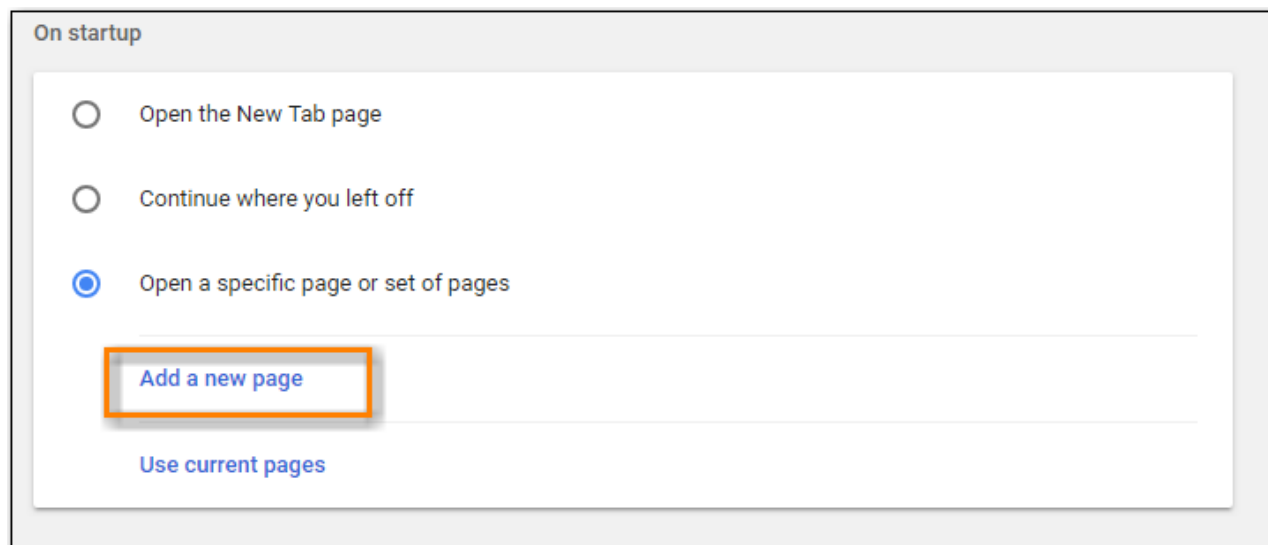 On startup
Open the New Tab page
Continue where you left off
Open a specific page or set of pages
Add a new page
Use current pages